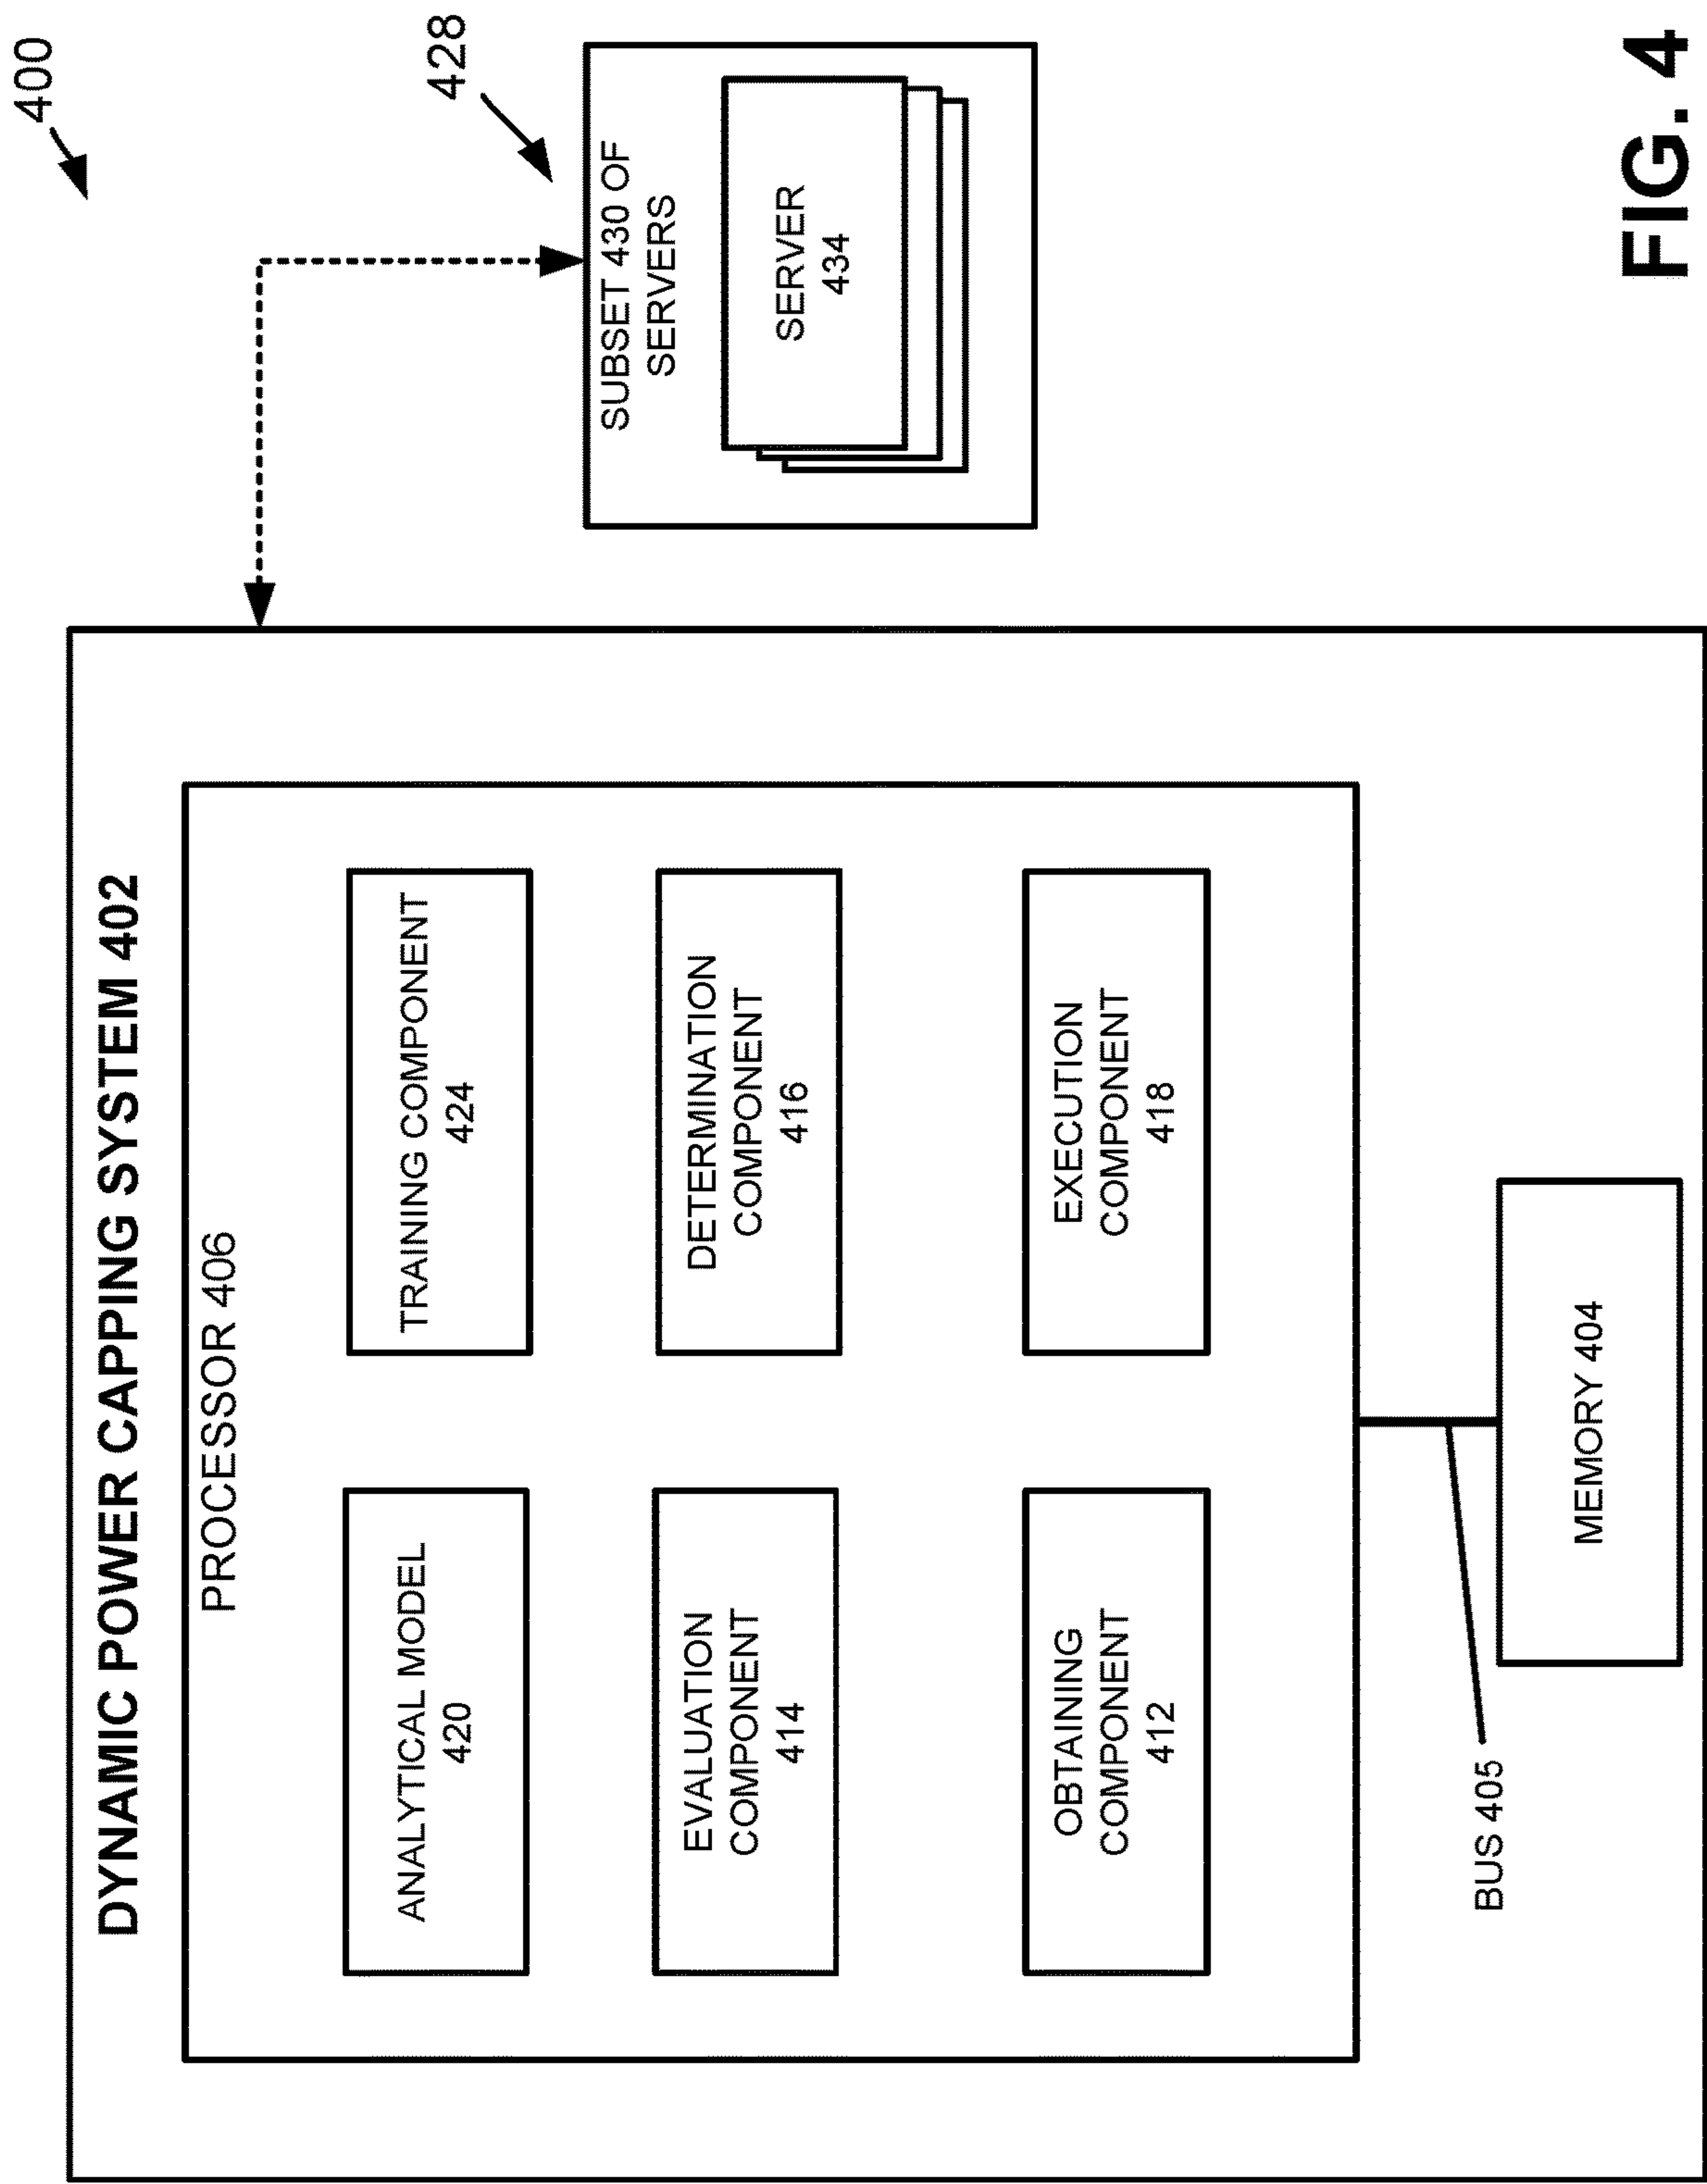 400
DYNAMIC POWER CAPPING SYSTEM 402
PROCESSOR 406
ANALYTICAL MODEL
420
TRAINING COMPONENT
424
EVALUATION
COMPONENT
414
DETERMINATION
COMPONENT
416
OBTAINING
COMPONENT
412
EXECUTION
COMPONENT
418
BUS 405
MEMORY 404
428
SUBSET 430 OF
SERVERS
SERVER
434
FIG. 4